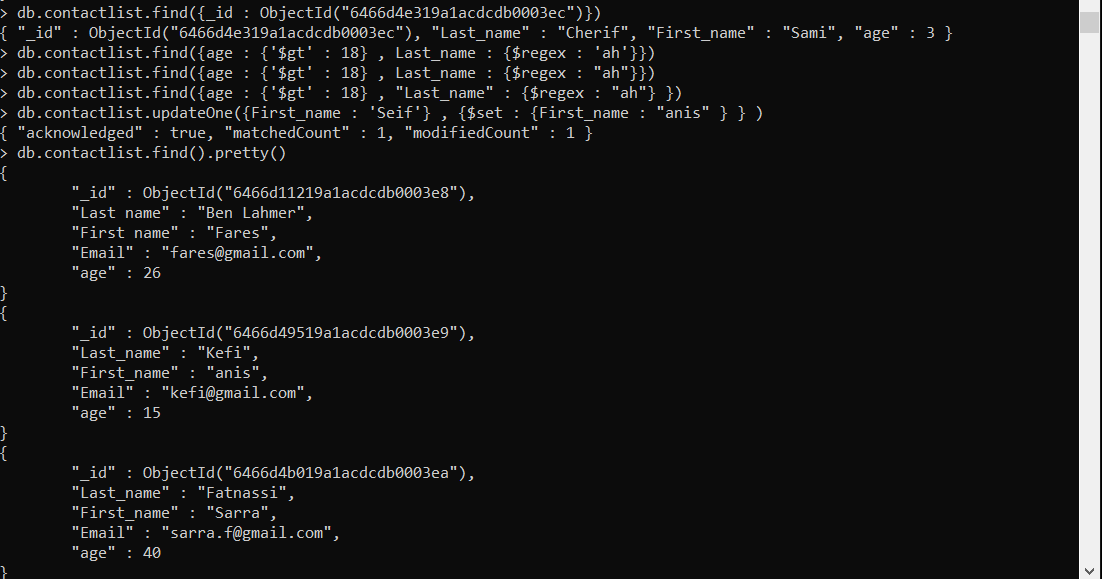 > db.contactlist.find({_id : ObjectId("6466d4e319a1acdcdb0003ec")})
{ "_id" : ObjectId("6466d4e319a1acdcdb0003ec"), "Last_name" : "Cherif", "First_name" : "Sami", "age" : 3 }
> db.contactlist.find({age : {'$gt' : 18} , Last_name : {$regex : 'ah'}})
> db.contactlist.find({age : {'$gt' : 18} , Last_name : {$regex : "ah"}})
> db.contactlist.find({age : {'$gt' : 18} , "Last_name" : {$regex : "ah"} })
> db.contactlist.updateOne({First_name : 'Seif'} , {$set : {First_name : "anis" } } )
{ "acknowledged" : true, "matchedCount" : 1, "modifiedCount" : 1 }
> db.contactlist.find().pretty()
{
        "_id" : ObjectId("6466d11219a1acdcdb0003e8"),
        "Last name" : "Ben Lahmer",
        "First name" : "Fares",
        "Email" : "fares@gmail.com",
        "age" : 26
}
{
        "_id" : ObjectId("6466d49519a1acdcdb0003e9"),
        "Last_name" : "Kefi",
        "First_name" : "anis",
        "Email" : "kefi@gmail.com",
        "age" : 15
}
{
        "_id" : ObjectId("6466d4b019a1acdcdb0003ea"),
        "Last_name" : "Fatnassi",
        "First_name" : "Sarra",
        "Email" : "sarra.f@gmail.com",
        "age" : 40
}